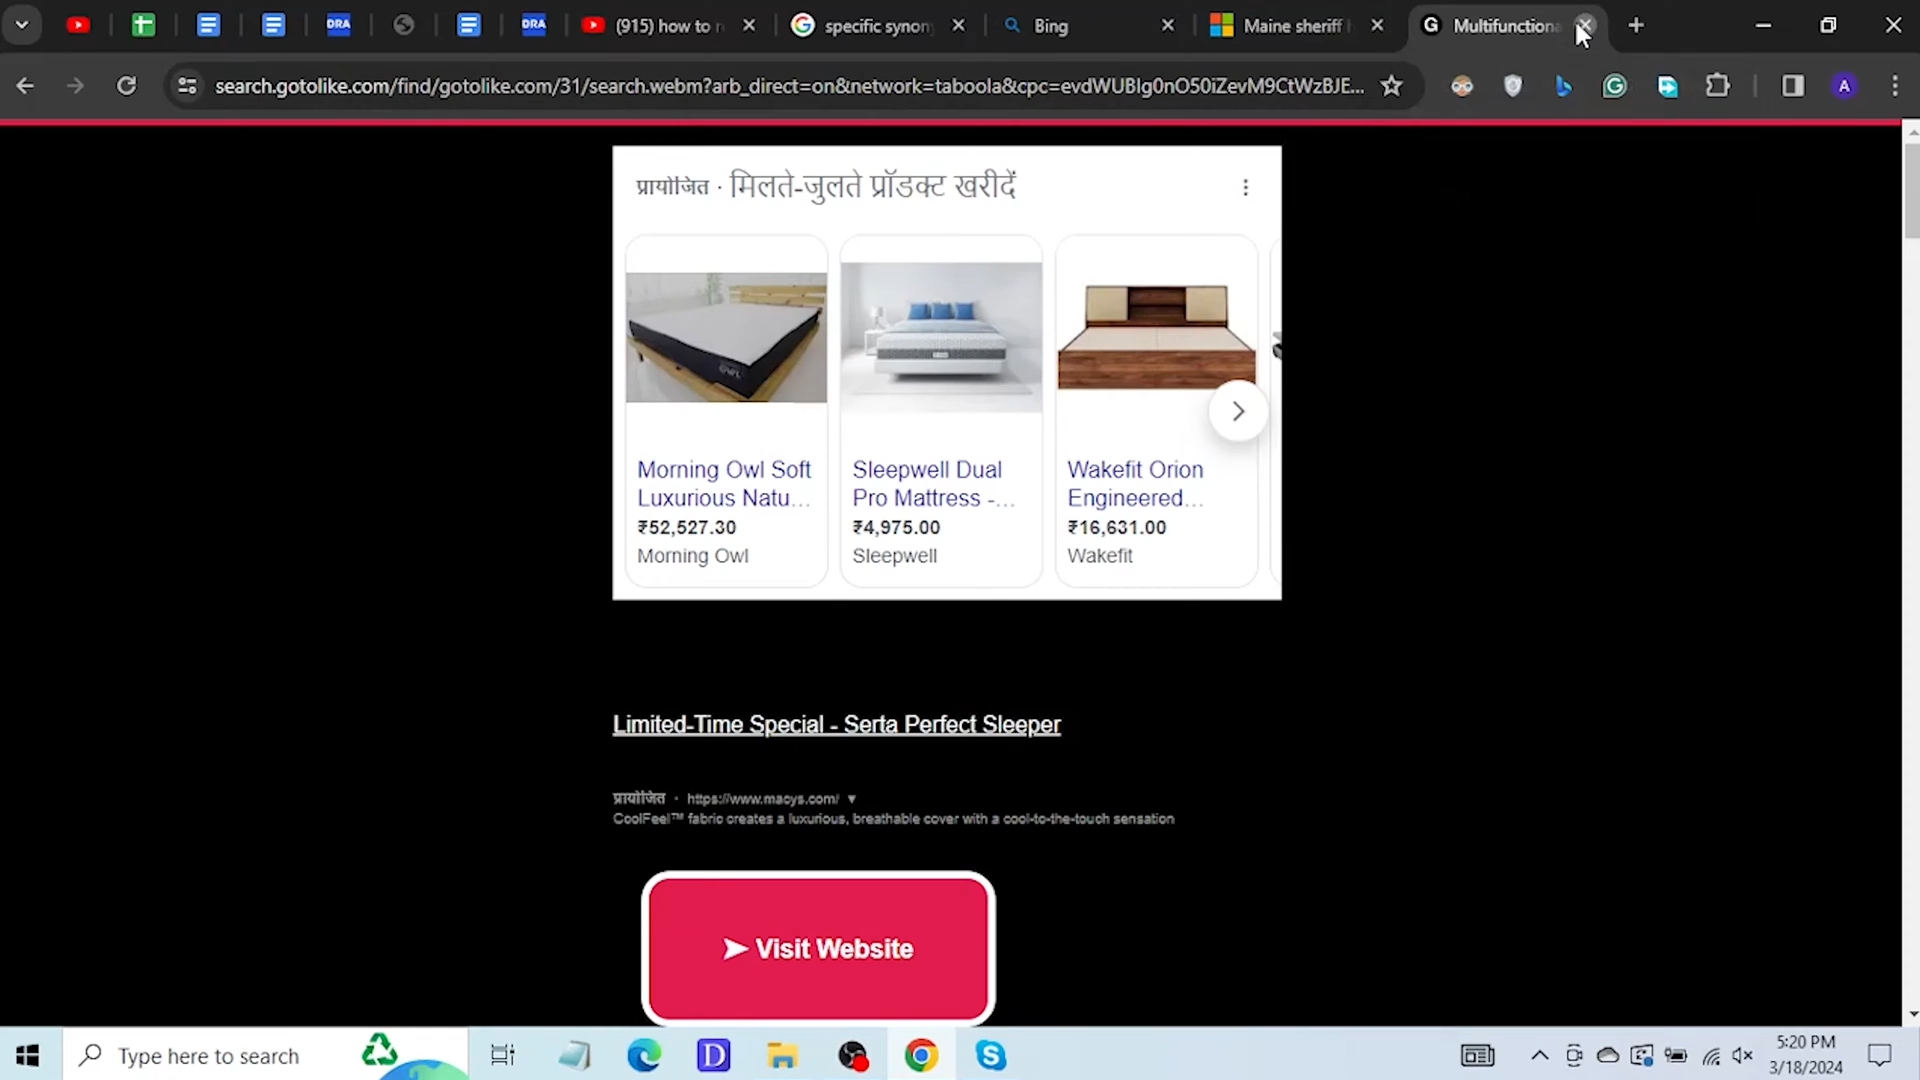 DRA
DRA
(915) how to r
specific synon
Bing
Maine sheriff h
G Multifunctiona
search.gotolike.com/find/gotolike.com/31/search.webm?arb_direct=on&network=taboola&cpc=evdWUBlg0nO50iZevM9CtWzBJE...
A
प्रायोजित · मिलते-जुलते प्रॉडक्ट खरीदें
OWL
Morning Owl Soft
Luxurious Natu...
₹52,527.30
Morning Owl
Sleepwell Dual
Pro Mattress -...
₹4,975.00
Sleepwell
Wakefit Orion
Engineered...
₹16,631.00
Wakefit
Limited-Time Special - Serta Perfect Sleeper
प्रायोजित · https://www.macys.com/ ▼
CoolFeel™ fabric creates a luxurious, breathable cover with a cool-to-the-touch sensation
➤ Visit Website
Type here to search
D
S
5:20 PM
3/18/2024